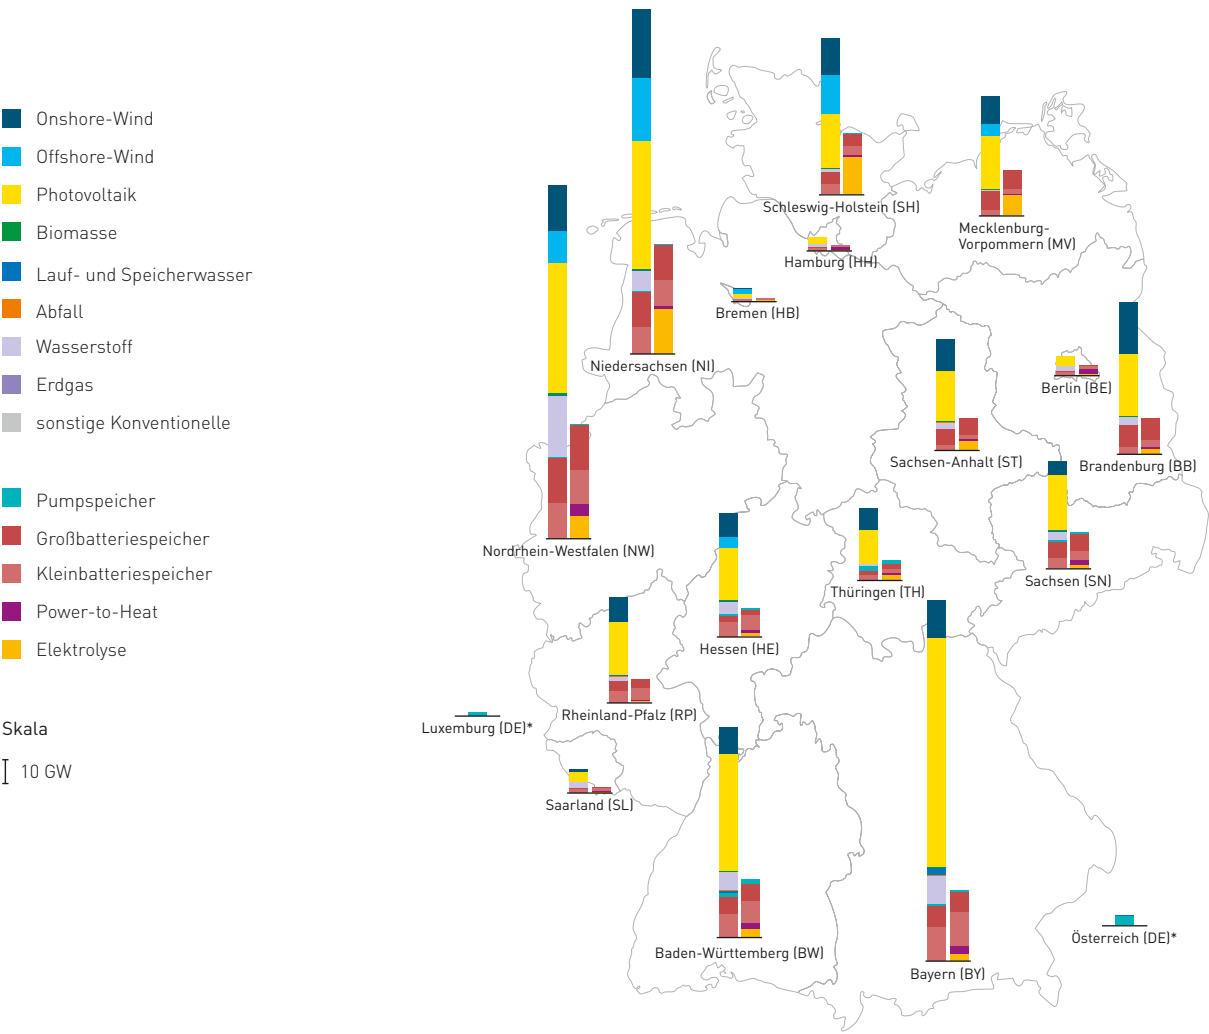 Onshore-Wind
Offshore-Wind
Photovoltaik
Biomasse
Lauf- und Speicherwasser
Abfall
Wasserstoff
Erdgas
sonstige Konventionelle
Pumpspeicher
Großbatteriespeicher
Kleinbatteriespeicher
Power-to-Heat
Elektrolyse
Skala
10 GW
Schleswig-Holstein (SH)
Mecklenburg-
Vorpommern (MV)
Hamburg (HH)
Bremen (HB)
Niedersachsen (NI)
Berlin (BE)
Sachsen-Anhalt (ST)
Brandenburg (BB)
Nordrhein-Westfalen (NW)
Sachsen (SN)
Thüringen (TH)
Hessen (HE)
Rheinland-Pfalz (RP)
Luxemburg (DE)*
Saarland (SL)
Österreich (DE)*
Baden-Württemberg (BW)
Bayern (BY)